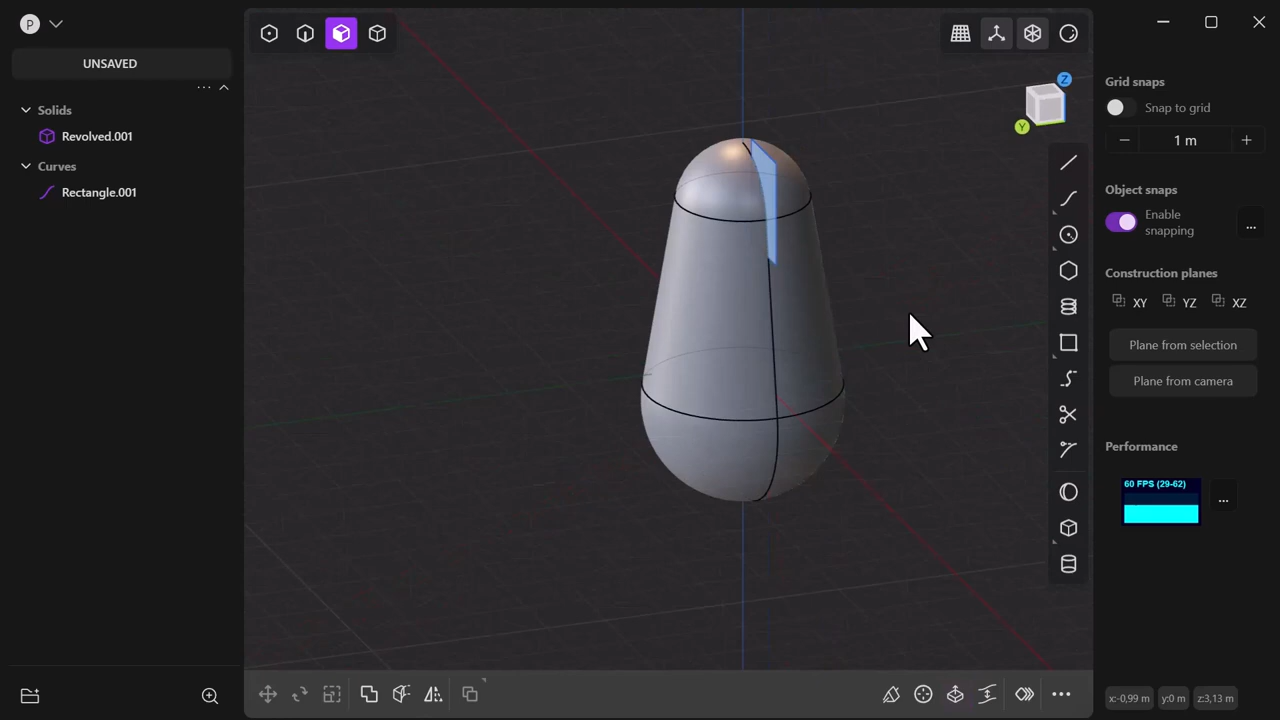 P
UNSAVED
...
Solids
Revolved.001
Curves
Rectangle.001
Z
Y
Grid snaps
Snap to grid
1 m
Object snaps
Enable
snapping
...
Construction planes
XY YZ XZ
Plane from selection
Plane from camera
Performance
60 FPS (29-62)
...
x:-0,99 m y:0 m z:3,13 m